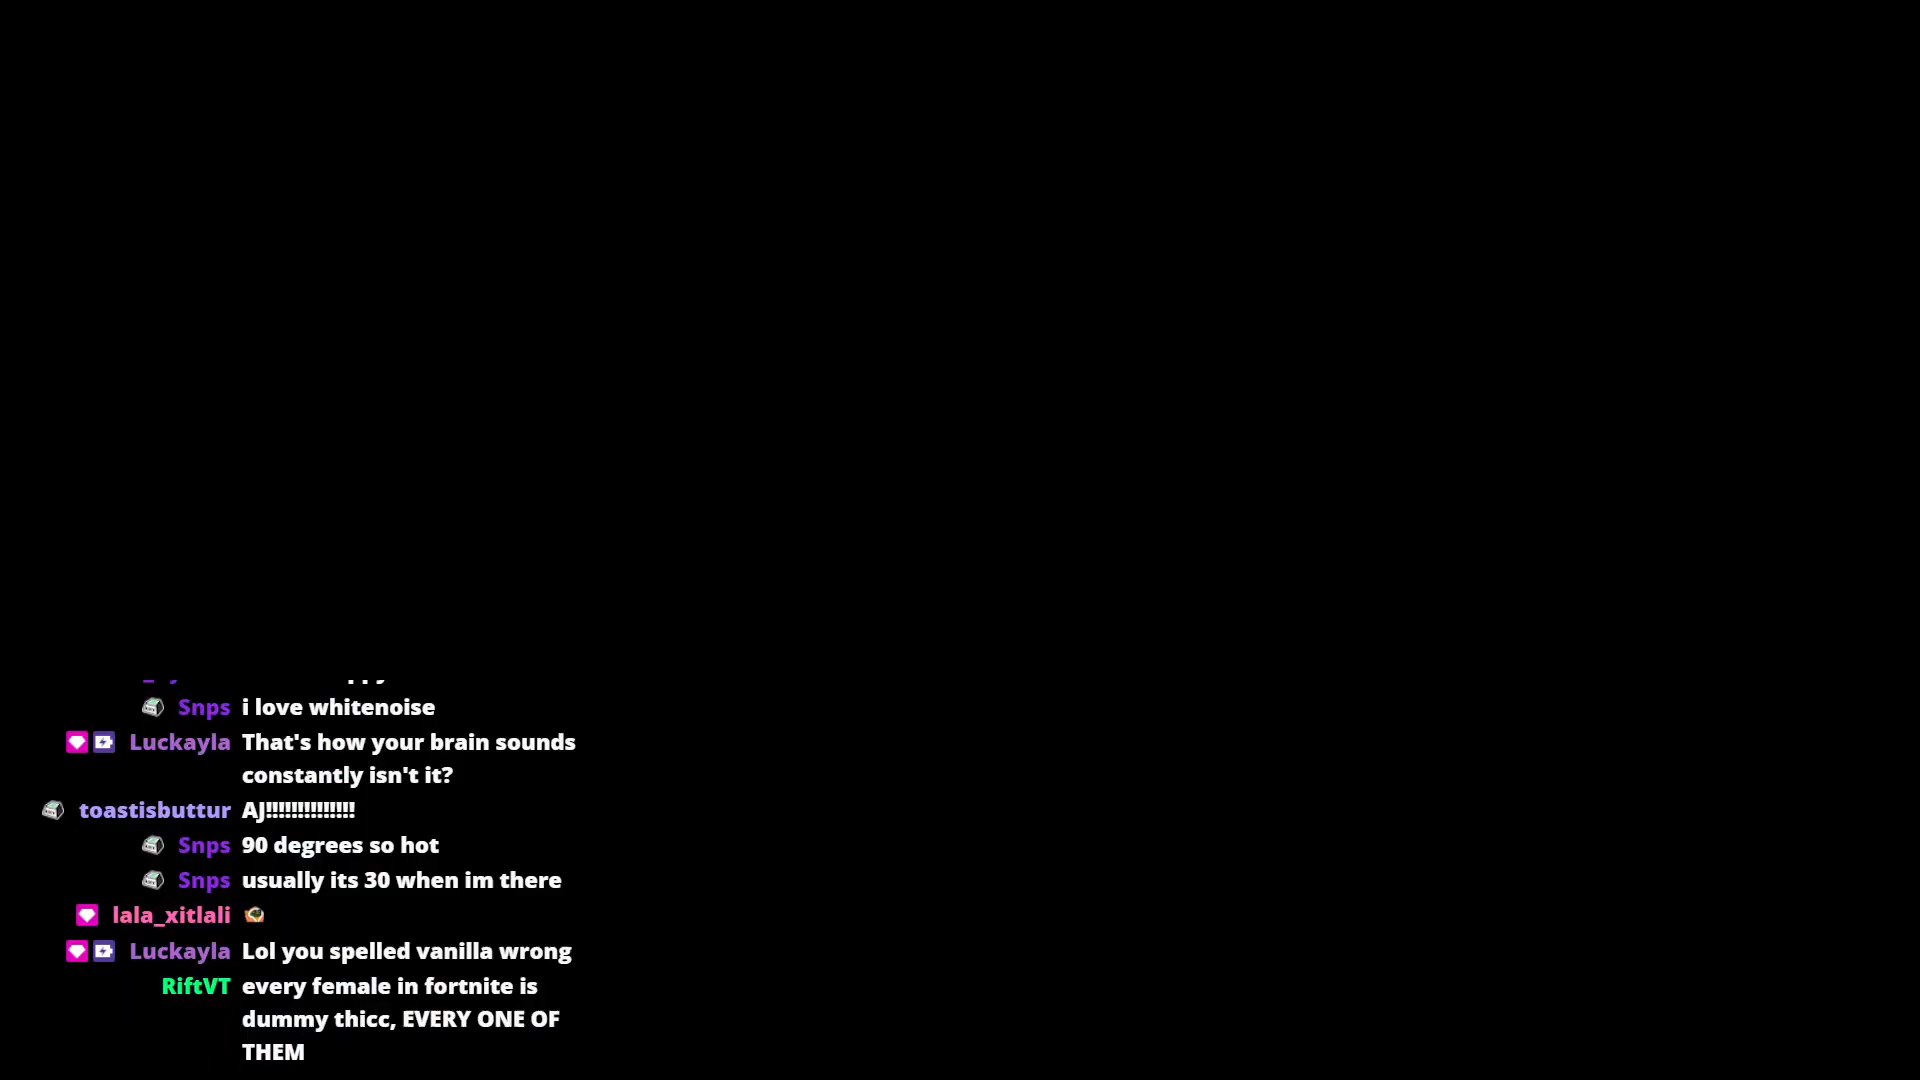 Snps i love whitenoise
Luckayla That's how your brain sounds
constantly isn't it?
toastisbuttur AJ!!!!!!!!!!!!!!
Snps 90 degrees so hot
Snps usually its 30 when im there
lala_xitlali
Luckayla Lol you spelled vanilla wrong
RiftVT every female in fortnite is
dummy thicc, EVERY ONE OF
THEM